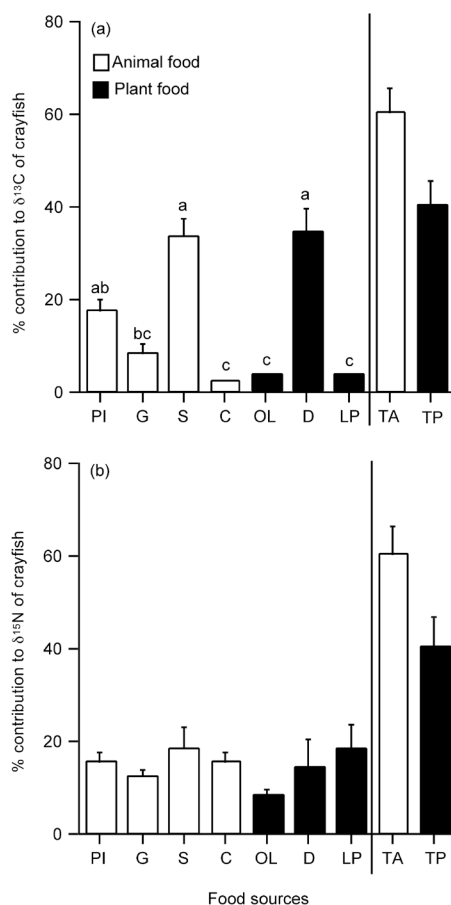 (a)
Animal food
Plant food
% contribution to δ¹³C of crayfish
80
60
40
20
0
ab
bc
a
c
c
a
c
PI G S C OL D LP TA TP
(b)
% contribution to δ¹⁵N of crayfish
80
60
40
20
0
PI G S C OL D LP TA TP
Food sources